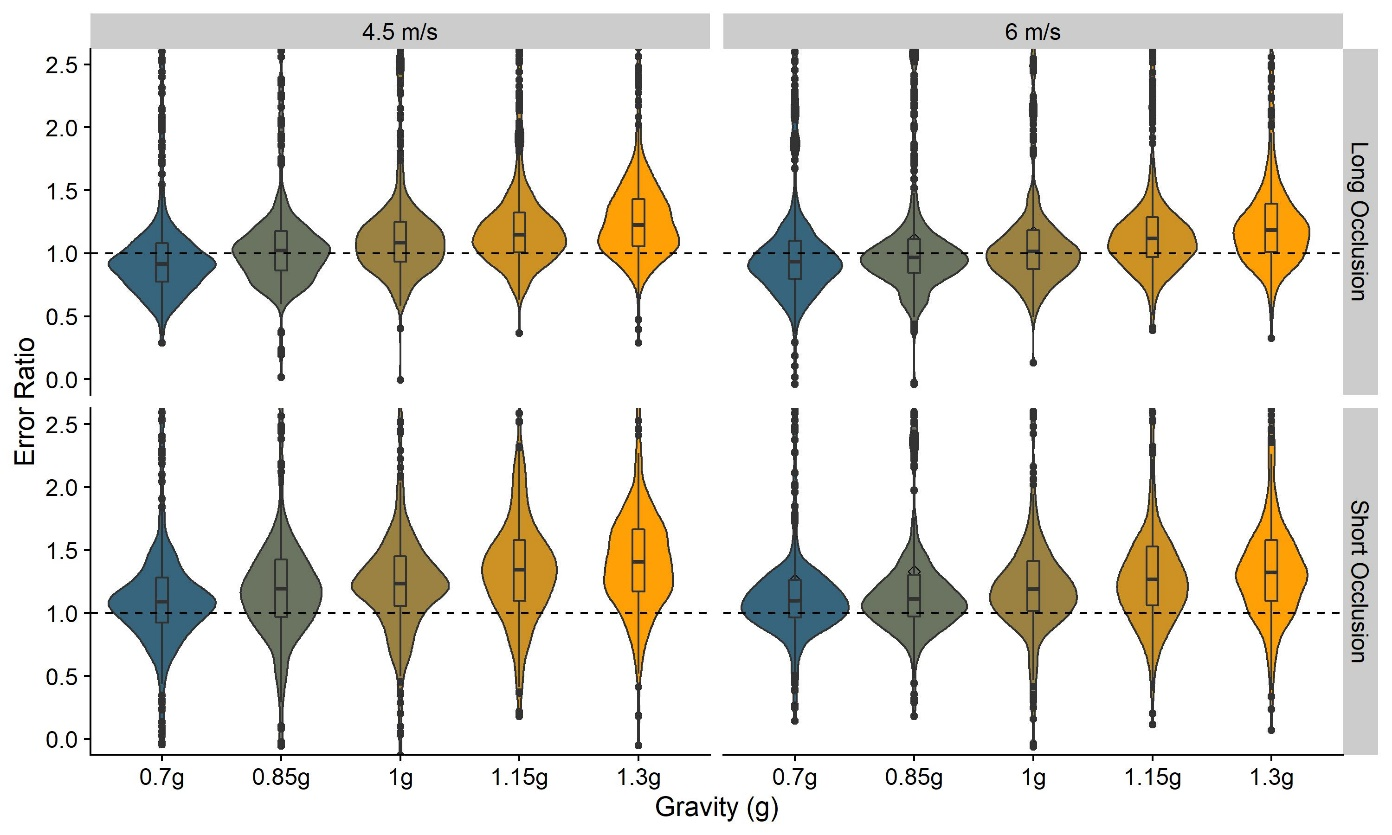 4.5 m/s
6 m/s
Error Ratio
2.5
2.0
1.5
1.0
0.5
0.0
Long Occlusion
2.5
2.0
1.5
1.0
0.5
0.0
Short Occlusion
0.7g 0.85g 1g 1.15g 1.3g
0.7g 0.85g 1g 1.15g 1.3g
Gravity (g)